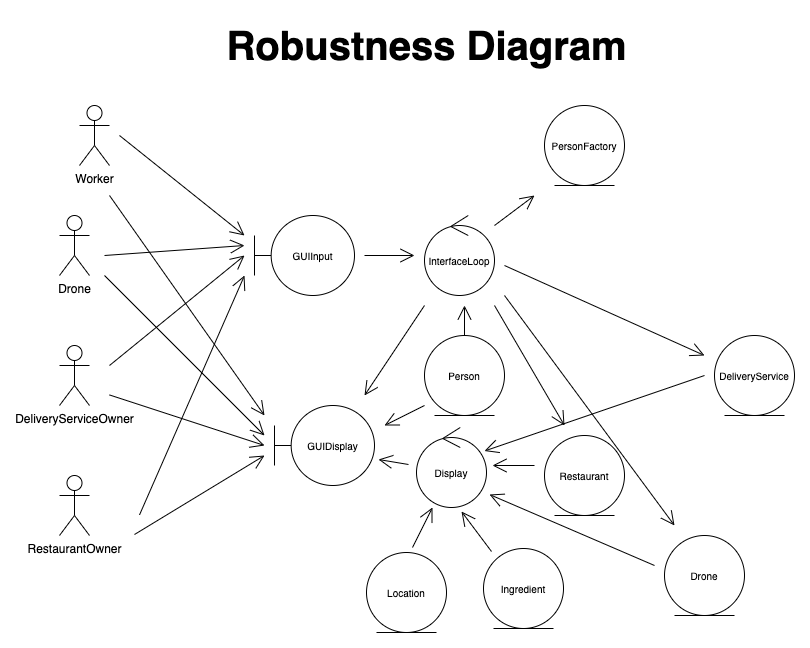 Robustness Diagram
PersonFactory
Worker
GUIInput
InterfaceLoop
Drone
Person
DeliveryService
DeliveryServiceOwner
GUIDisplay
Display
Restaurant
RestaurantOwner
Drone
Location
Ingredient